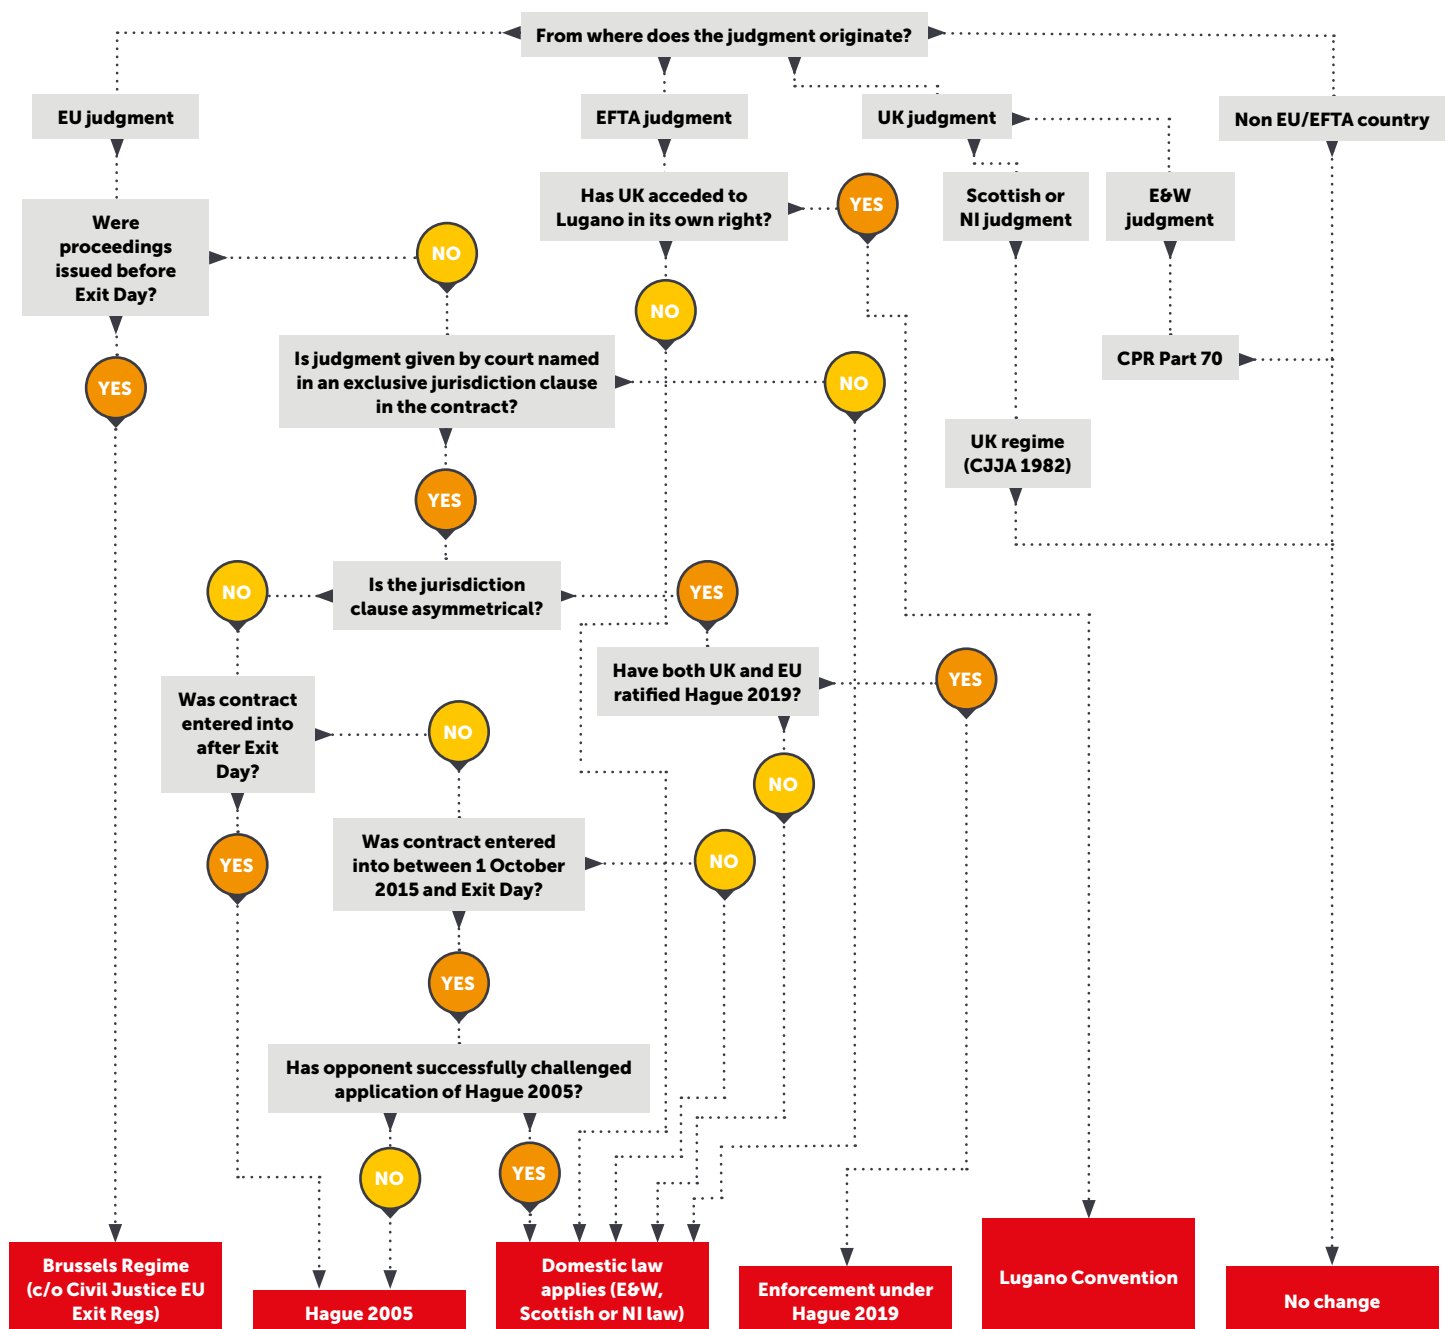 From where does the judgment originate?
EU judgment
EFTA judgment
UK judgment
Non EU/EFTA country
Has UK acceded to
Lugano in its own right?
YES
Scottish or
NI judgment
E&W
judgment
Were
proceedings
issued before
Exit Day?
NO
NO
Is judgment given by court named
in an exclusive jurisdiction clause
in the contract?
NO
CPR Part 70
YES
UK regime
(CJJA 1982)
YES
NO
Is the jurisdiction
clause asymmetrical?
YES
Have both UK and EU
ratified Hague 2019?
YES
Was contract
entered into
after Exit
Day?
NO
NO
YES
Was contract entered
into between 1 October
2015 and Exit Day?
NO
YES
Has opponent successfully challenged
application of Hague 2005?
NO
YES
Brussels Regime
(c/o Civil Justice EU
Exit Regs)
Hague 2005
Domestic law
applies (E&W,
Scottish or NI law)
Enforcement under
Hague 2019
Lugano Convention
No change